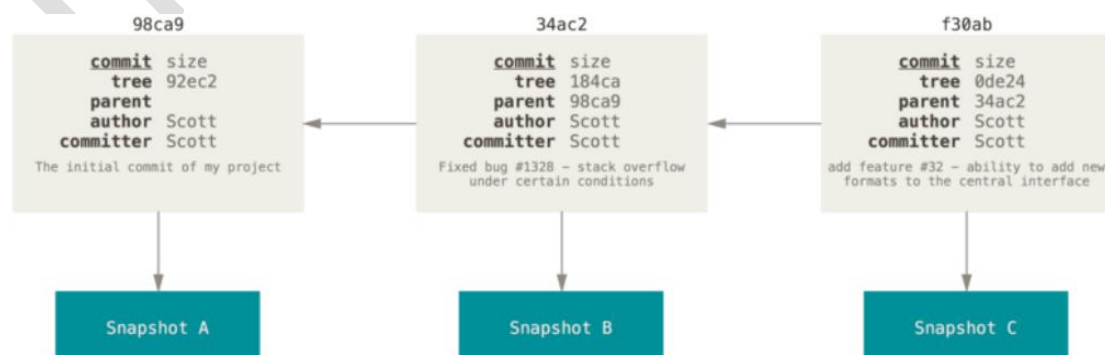 98ca9
commit size
tree 92ec2
parent
author Scott
committer Scott
The initial commit of my project
Snapshot A
34ac2
commit size
tree 184ca
parent 98ca9
author Scott
committer Scott
Fixed bug #1328 – stack overflow
under certain conditions
Snapshot B
f30ab
commit size
tree 0de24
parent 34ac2
author Scott
committer Scott
add feature #32 – ability to add new
formats to the central interface
Snapshot C